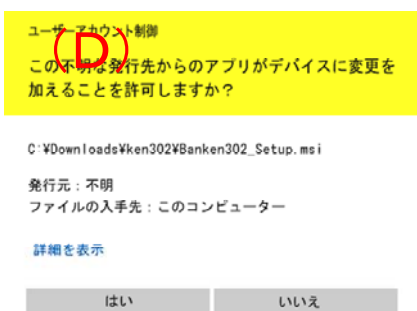 ユーザーアカウント制御
(D)
この不明な発行先からのアプリがデバイスに変更を
加えることを許可しますか？
C:¥Downloads¥ken302¥Banken302_Setup.msi
発行元：不明
ファイルの入手先：このコンピューター
詳細を表示
はい
いいえ